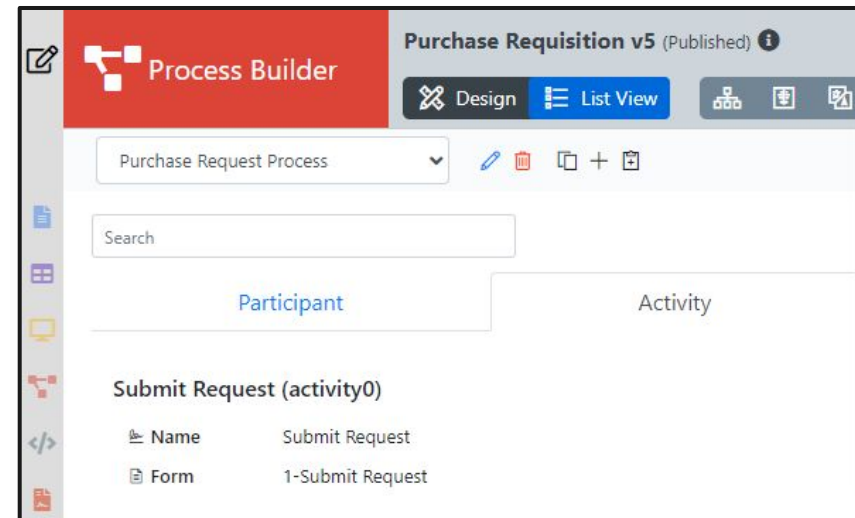 Purchase Requisition v5 (Published)
Process Builder
Design
List View
Purchase Request Process
Search
Participant
Activity
Submit Request (activity0)
Name Submit Request
Form 1-Submit Request